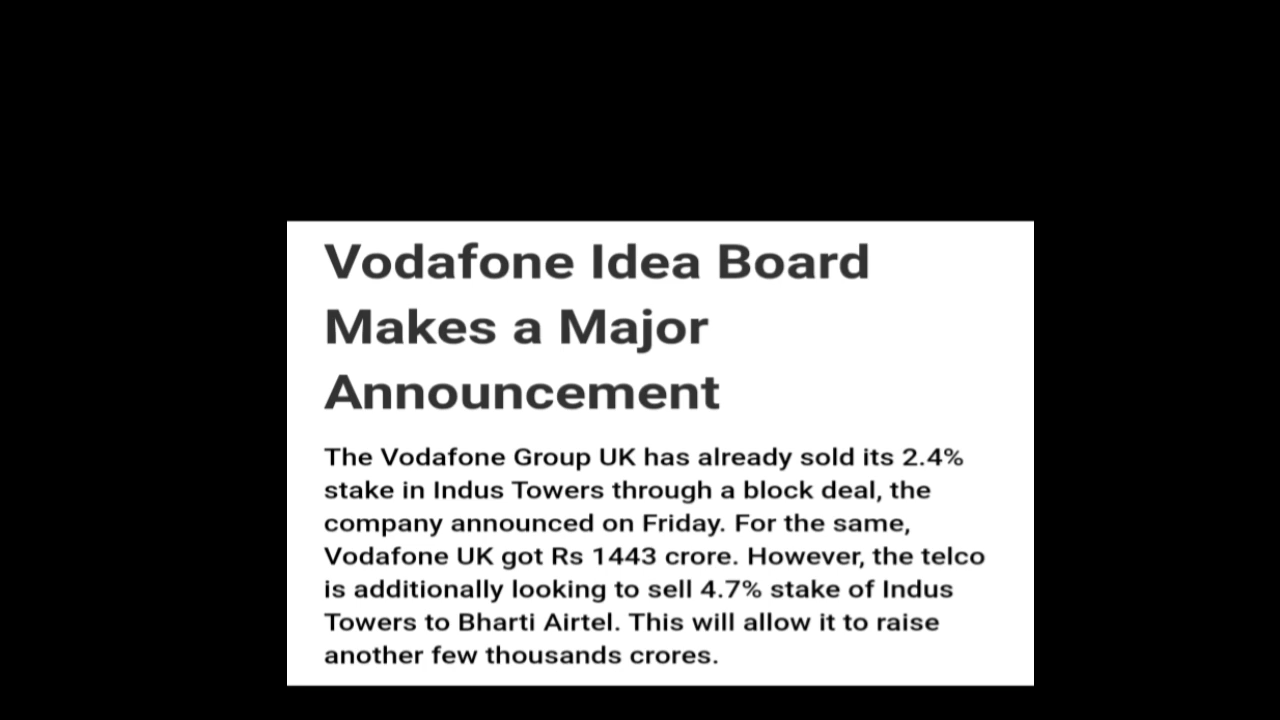 Vodafone Idea Board
Makes a Major
Announcement
The Vodafone Group UK has already sold its 2.4%
stake in Indus Towers through a block deal, the
company announced on Friday. For the same,
Vodafone UK got Rs 1443 crore. However, the telco
is additionally looking to sell 4.7% stake of Indus
Towers to Bharti Airtel. This will allow it to raise
another few thousands crores.